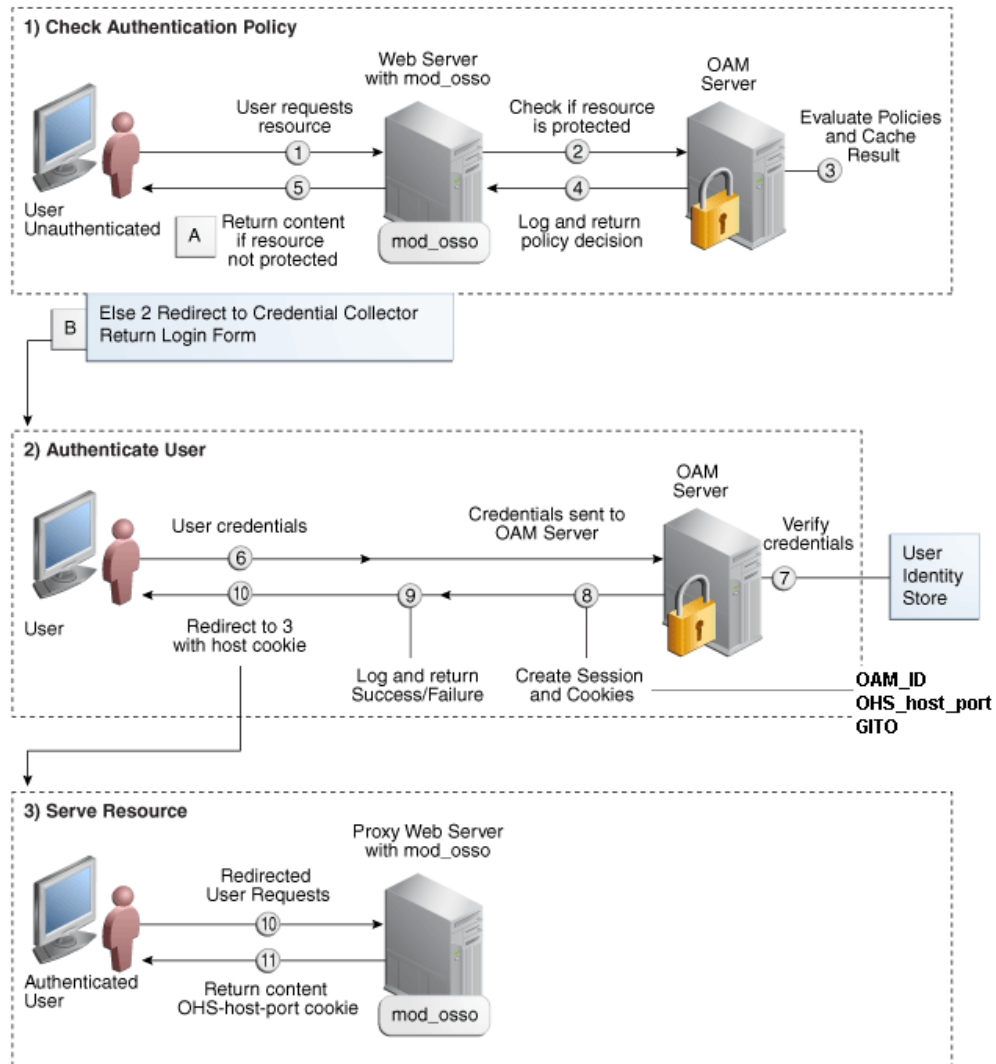 1) Check Authentication Policy
Web Server
with mod_osso
OAM
Server
User requests
resource
Check if resource
is protected
Evaluate Policies
and Cache
Result
1
2
3
5
4
User
Unauthenticated
A
Return content
if resource
not protected
mod_osso
Log and return
policy decision
B
Else 2 Redirect to Credential Collector
Return Login Form
2) Authenticate User
OAM
Server
User credentials
Credentials sent to
OAM Server
Verify
credentials
6
7
User
Identity
Store
10
9
8
User
Redirect to 3
with host cookie
Log and return
Success/Failure
Create Session
and Cookies
OAM_ID
OHS_host_port
GITO
3) Serve Resource
Proxy Web Server
with mod_osso
Redirected
User Requests
10
11
Authenticated
User
Return content
OHS-host-port cookie
mod_osso